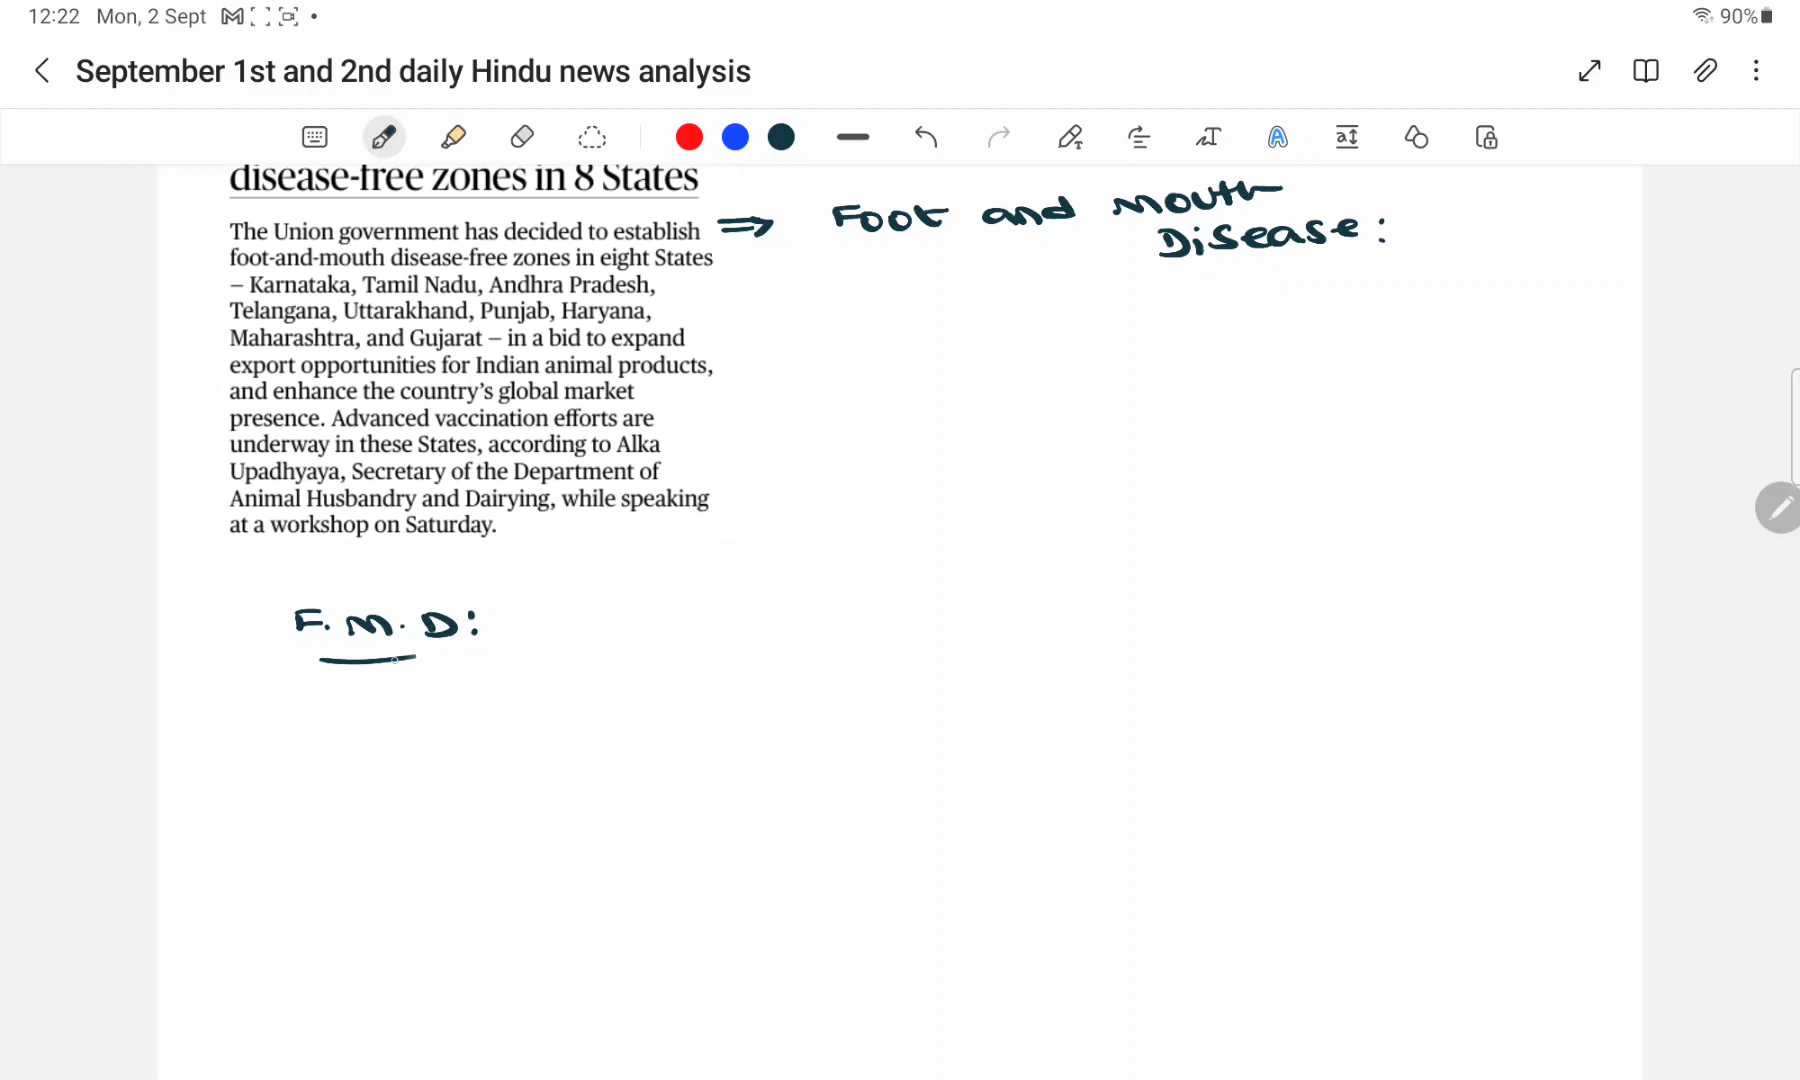 12:22 Mon, 2 Sept 90%
September 1st and 2nd daily Hindu news analysis
disease-free zones in 8 States
The Union government has decided to establish
foot-and-mouth disease-free zones in eight States
– Karnataka, Tamil Nadu, Andhra Pradesh,
Telangana, Uttarakhand, Punjab, Haryana,
Maharashtra, and Gujarat – in a bid to expand
export opportunities for Indian animal products,
and enhance the country’s global market
presence. Advanced vaccination efforts are
underway in these States, according to Alka
Upadhyaya, Secretary of the Department of
Animal Husbandry and Dairying, while speaking
at a workshop on Saturday.
⇒ Foot and Mouth
Disease:
F.M.D: